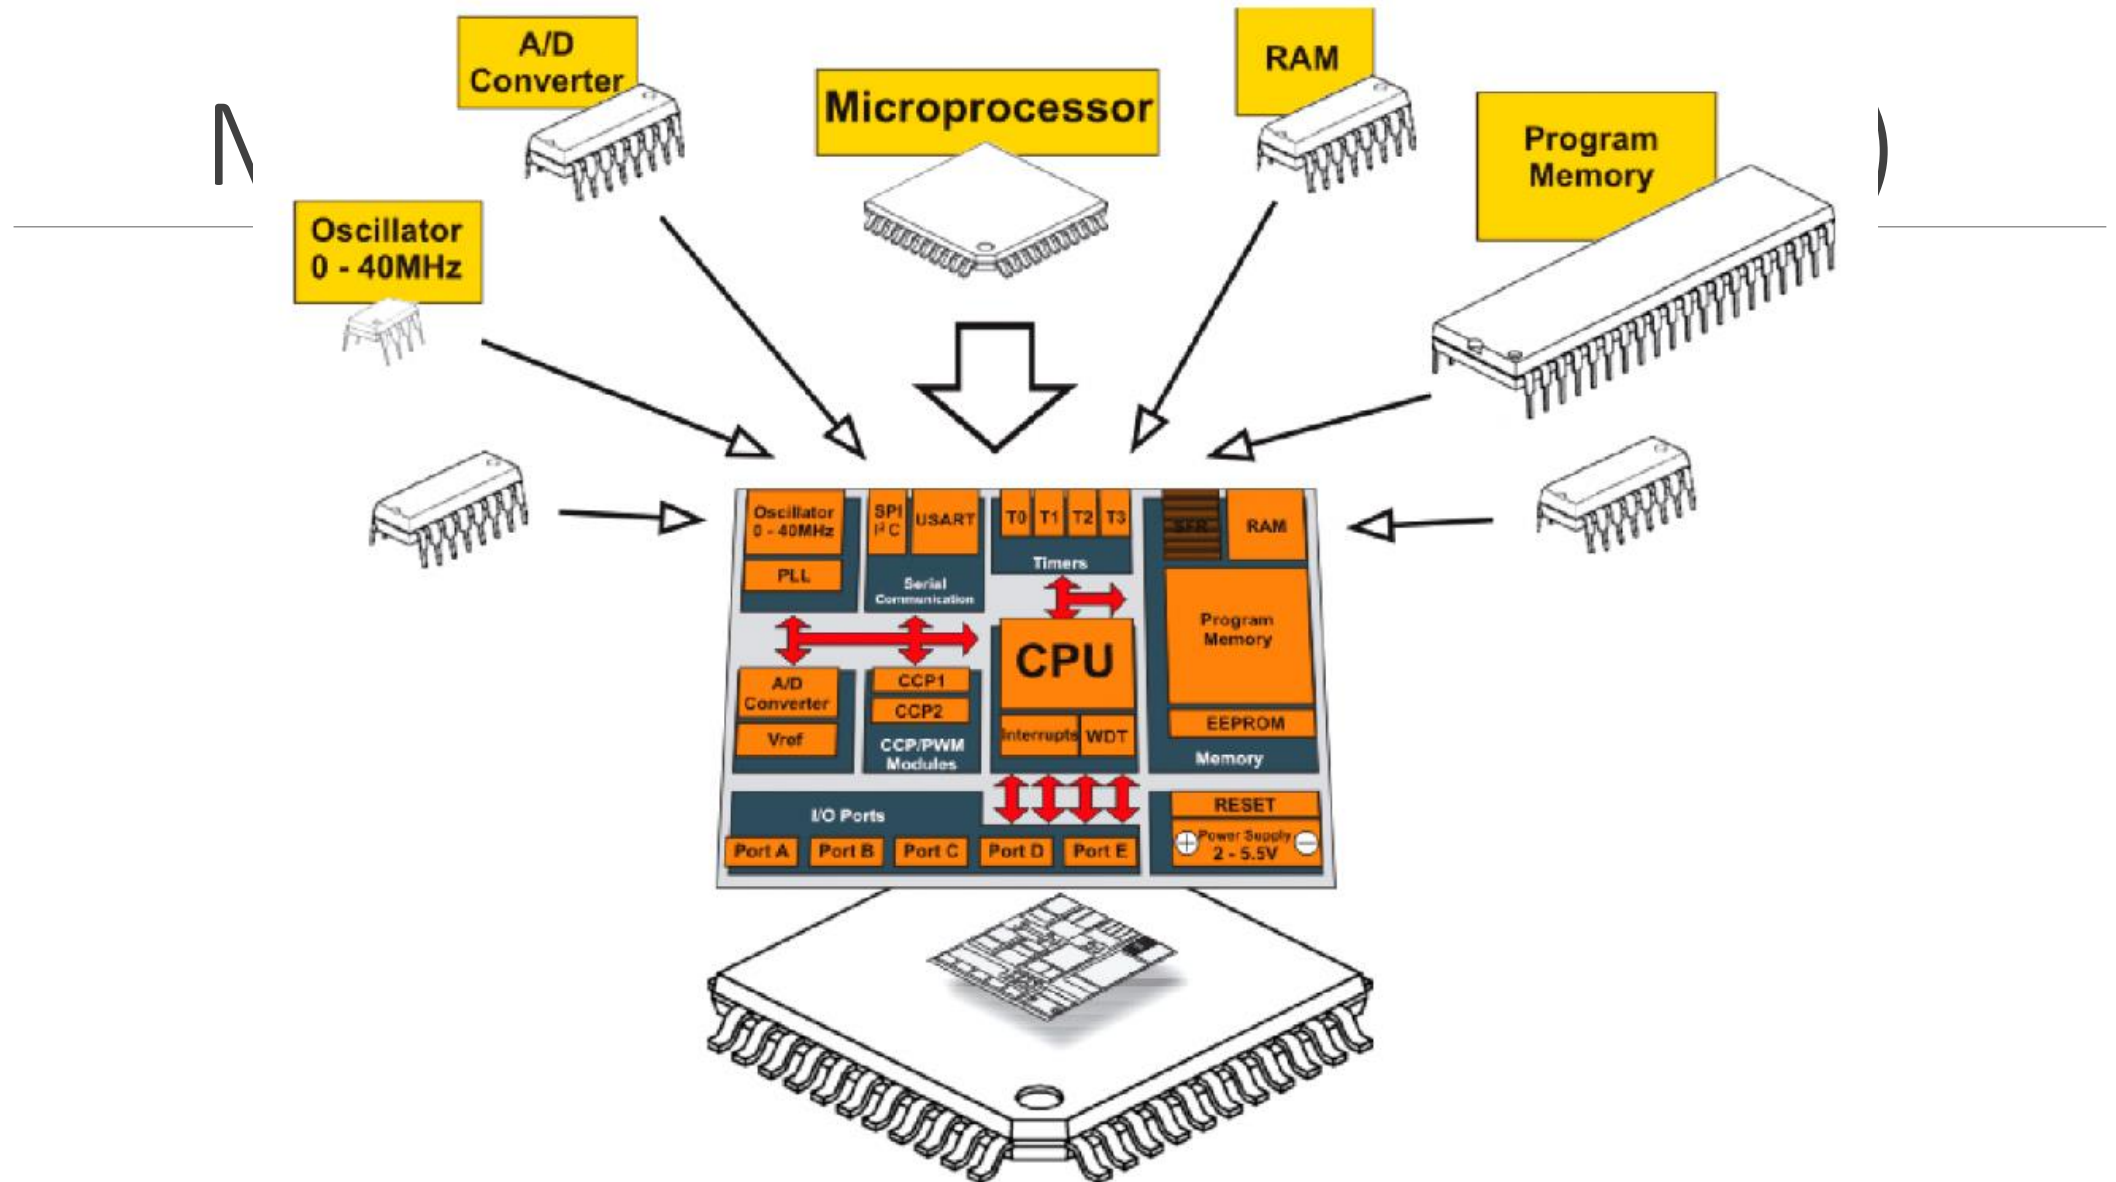 A/D
Converter
Microprocessor
RAM
Program
Memory
Oscillator
0 - 40MHz
Oscillator
0 - 40MHz
PLL
SPI
I²C
USART
Serial
Communication
T0 T1 T2 T3
Timers
SFR
RAM
Program
Memory
EEPROM
Memory
CPU
Interrupts WDT
A/D
Converter
Vref
CCP1
CCP2
CCP/PWM
Modules
I/O Ports
Port A Port B Port C Port D Port E
RESET
Power Supply
2 - 5.5V